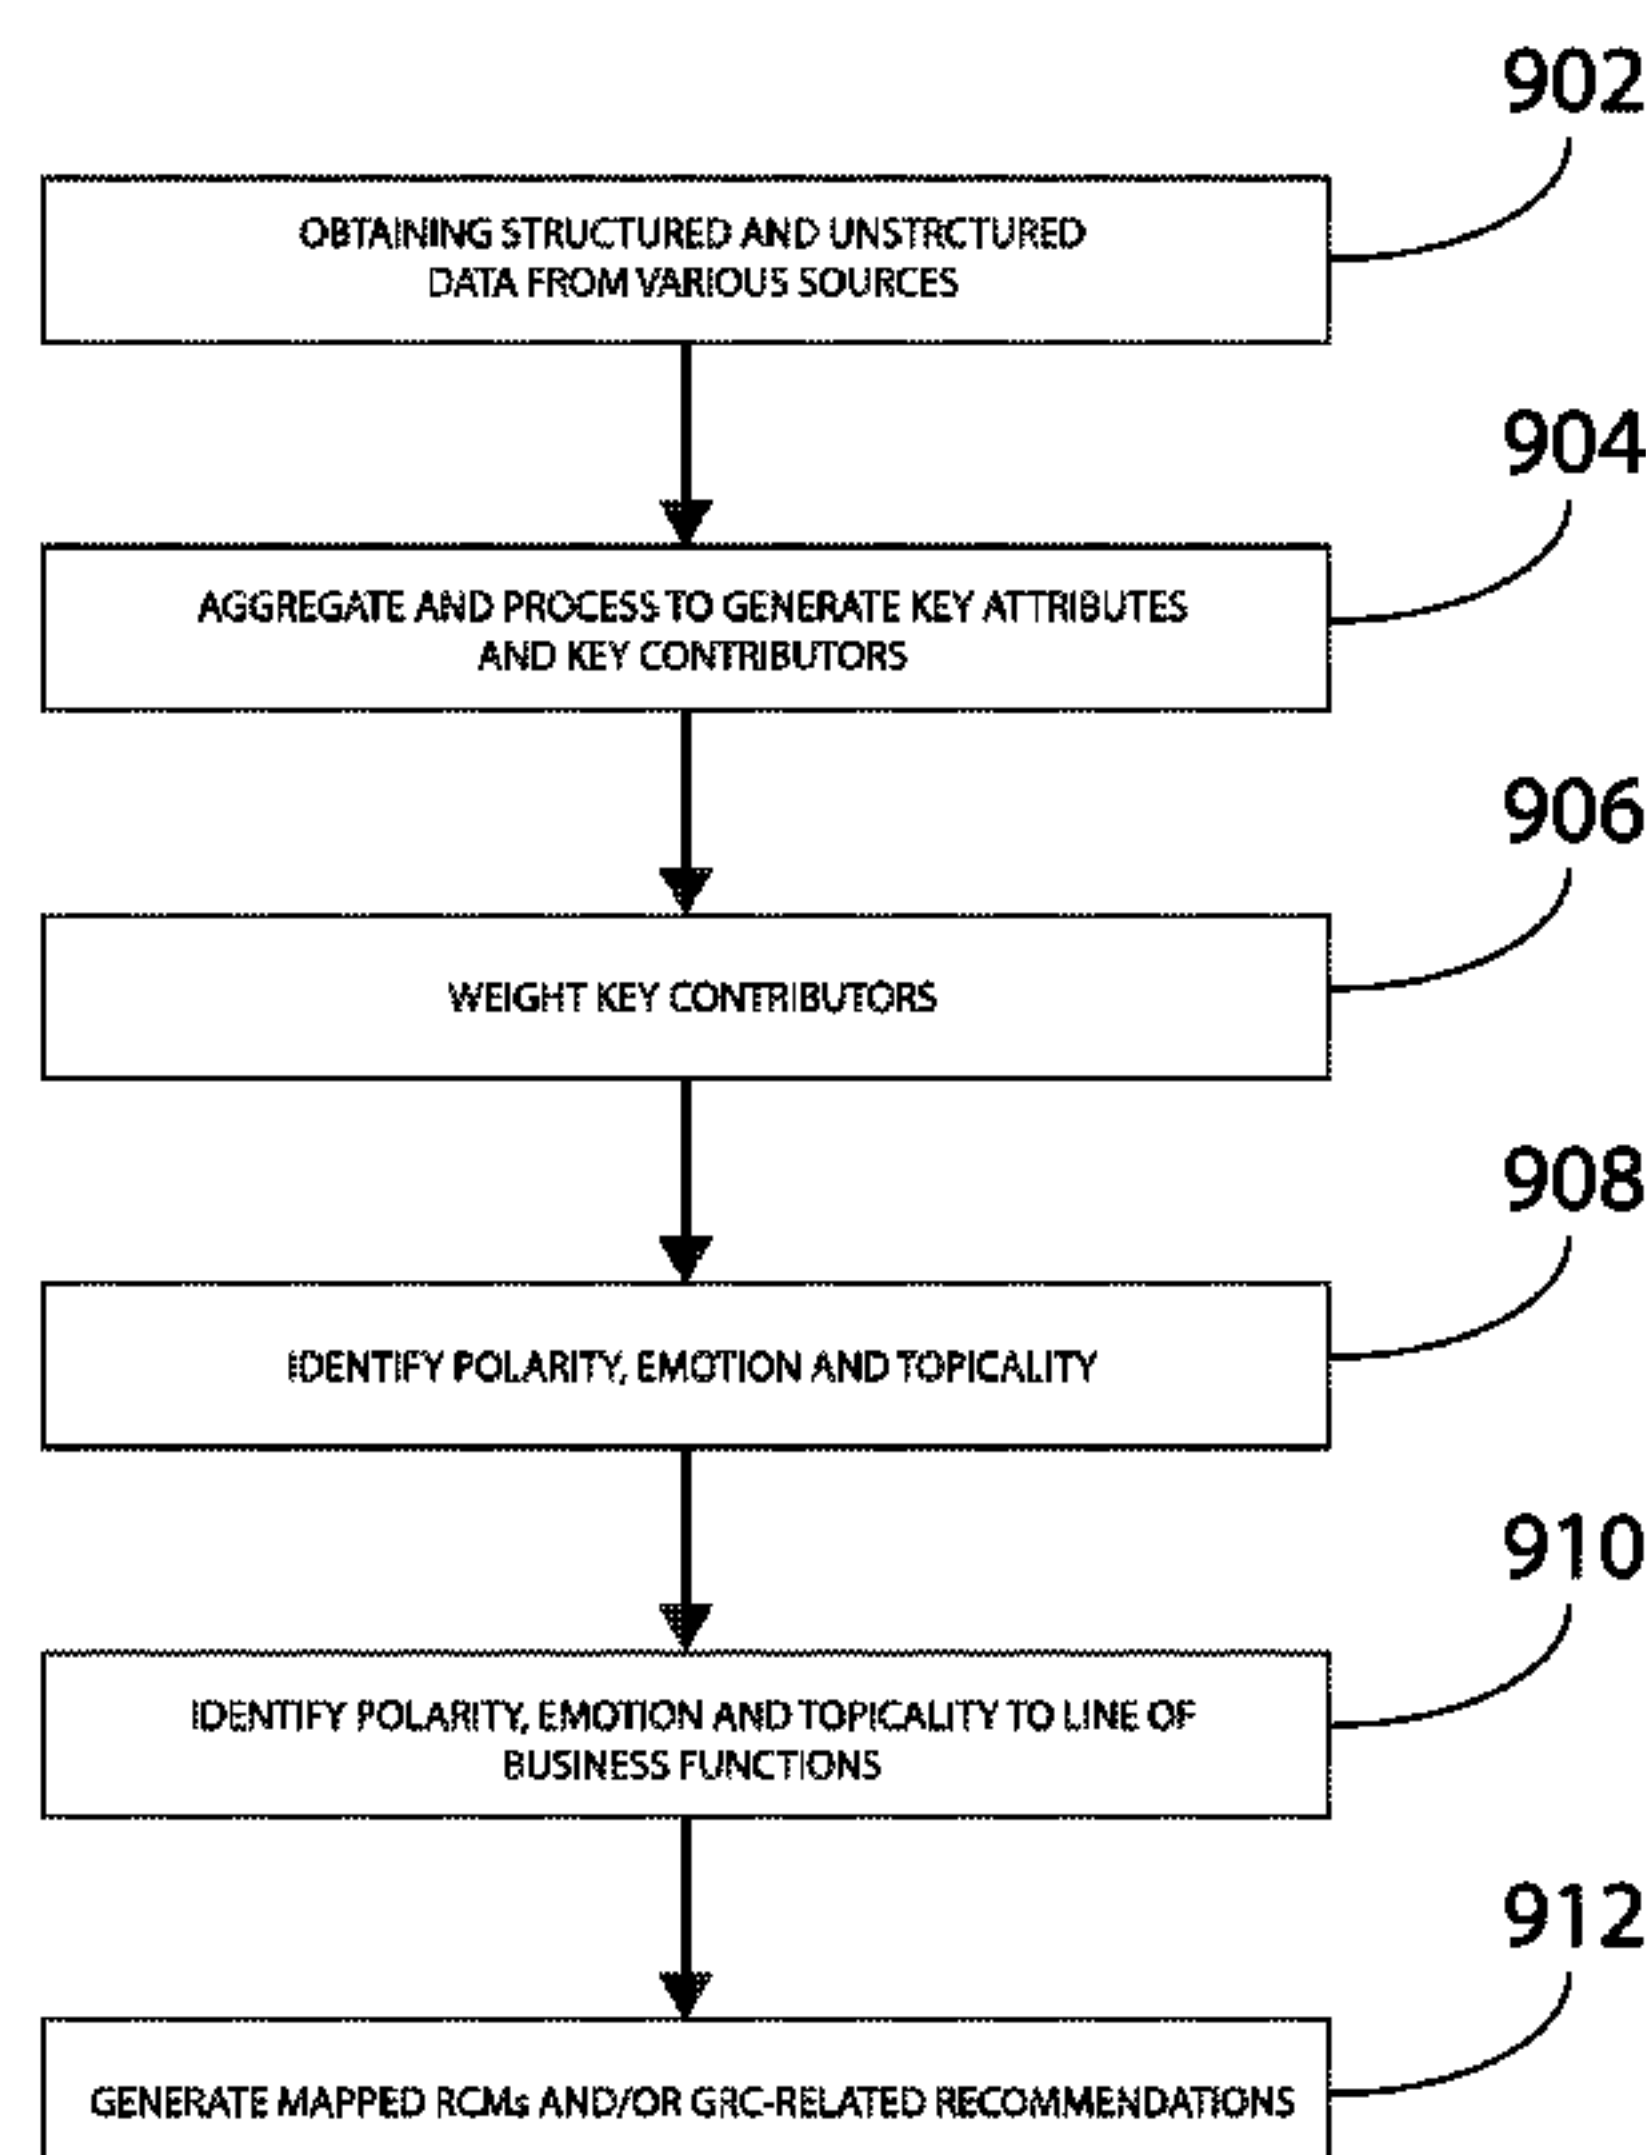 902
OBTAINING STRUCTURED AND UNSTRCTURED
DATA FROM VARIOUS SOURCES
904
AGGREGATE AND PROCESS TO GENERATE KEY ATTRIBUTES
AND KEY CONTRIBUTORS
906
WEIGHT KEY CONTRIBUTORS
908
IDENTIFY POLARITY, EMOTION AND TOPICALITY
910
IDENTIFY POLARITY, EMOTION AND TOPICALITY TO LINE OF
BUSINESS FUNCTIONS
912
GENERATE MAPPED RCMs AND/OR GRC-RELATED RECOMMENDATIONS